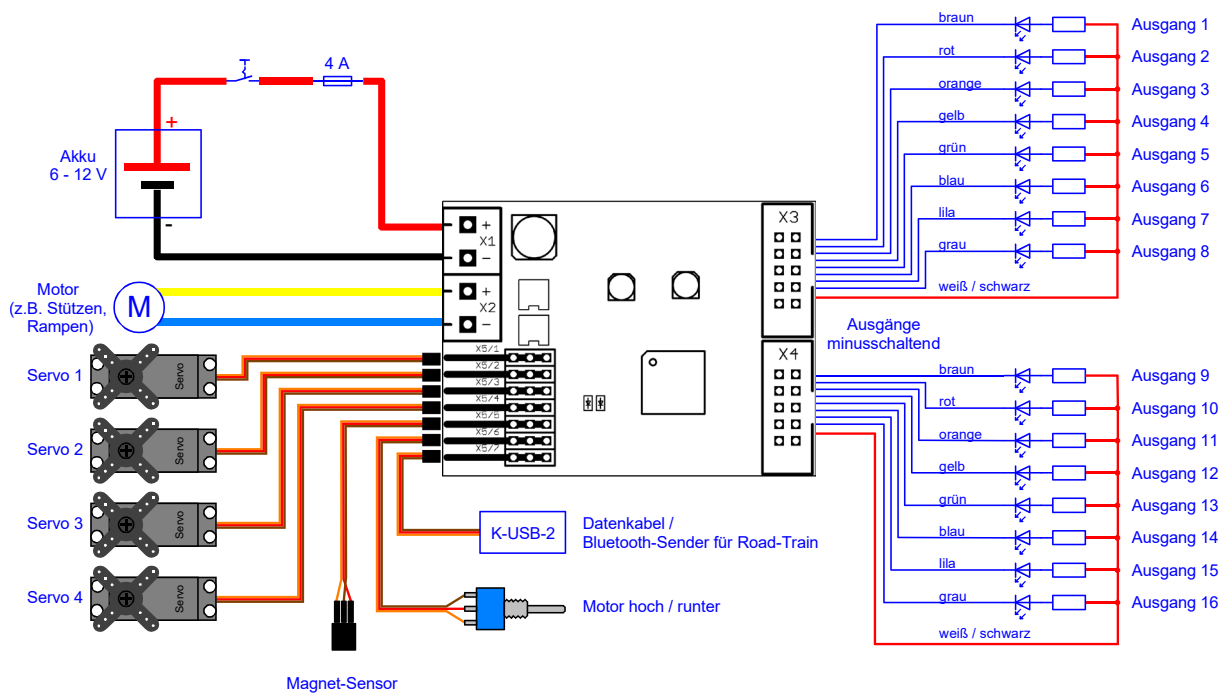 4 A
+
Akku
6 - 12 V
-
Motor
(z.B. Stützen,
Rampen)
M
Servo 1
Servo
Servo 2
Servo
Servo 3
Servo
Servo 4
Servo
+
X1
-
+
X2
-
X5/1
X5/2
X5/3
X5/4
X5/5
X5/6
X5/7
X3
X4
K-USB-2
Datenkabel /
Bluetooth-Sender für Road-Train
Motor hoch / runter
Magnet-Sensor
braun
Ausgang 1
rot
Ausgang 2
orange
Ausgang 3
gelb
Ausgang 4
grün
Ausgang 5
blau
Ausgang 6
lila
Ausgang 7
grau
Ausgang 8
weiß / schwarz
Ausgänge
minusschaltend
braun
Ausgang 9
rot
Ausgang 10
orange
Ausgang 11
gelb
Ausgang 12
grün
Ausgang 13
blau
Ausgang 14
lila
Ausgang 15
grau
Ausgang 16
weiß / schwarz